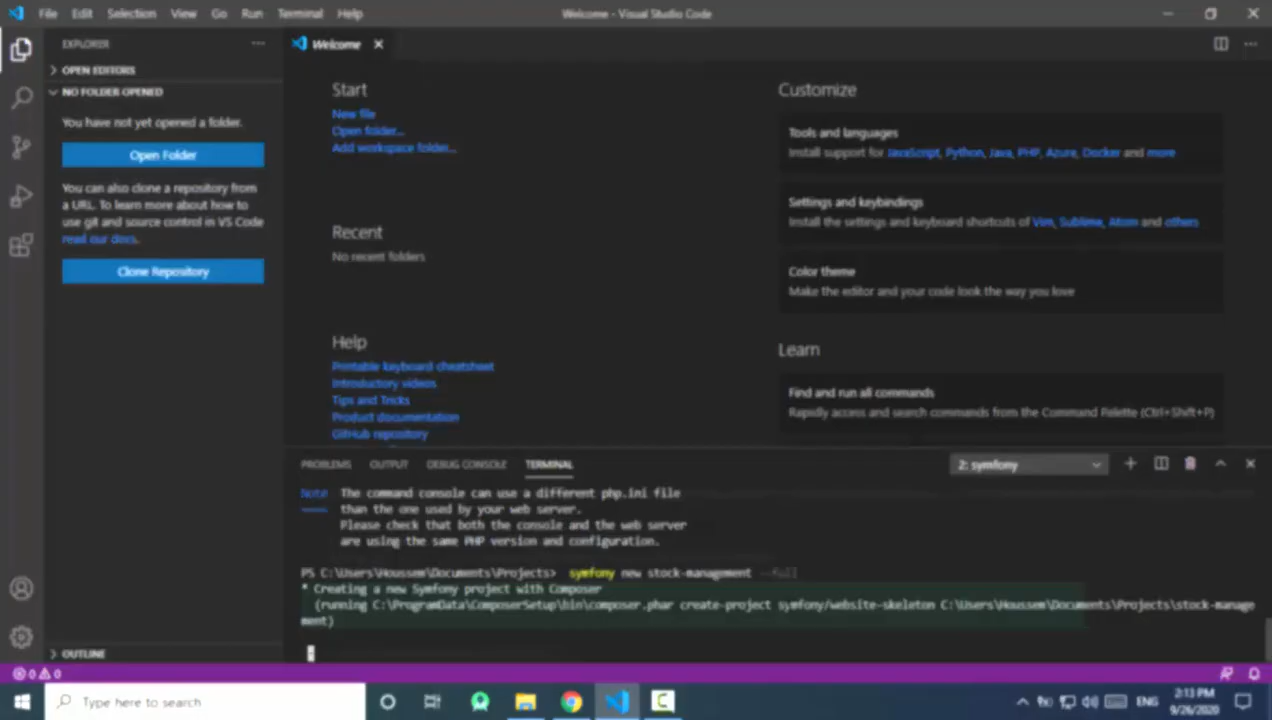 File Edit Selection View Go Run Terminal Help
Welcome - Visual Studio Code
EXPLORER
OPEN EDITORS
NO FOLDER OPENED
You have not yet opened a folder.
Open Folder
You can also clone a repository from
a URL. To learn more about how to
use git and source control in VS Code
read our docs.
Clone Repository
OUTLINE
Welcome
Start
New file
Open folder...
Add workspace folder...
Recent
No recent folders
Help
Printable keyboard cheatsheet
Introductory videos
Tips and Tricks
Product documentation
GitHub repository
Customize
Tools and languages
Install support for JavaScript, Python, Java, PHP, Azure, Docker and more
Settings and keybindings
Install the settings and keyboard shortcuts of Vim, Sublime, Atom and others
Color theme
Make the editor and your code look the way you love
Learn
Find and run all commands
Rapidly access and search commands from the Command Palette (Ctrl+Shift+P)
PROBLEMS OUTPUT DEBUG CONSOLE TERMINAL
2: symfony
Note The command console can use a different php.ini file
than the one used by your web server.
Please check that both the console and the web server
are using the same PHP version and configuration.
PS C:\Users\Houssem\Documents\Projects> symfony new stock-management --full
* Creating a new Symfony project with Composer
(running C:\ProgramData\ComposerSetup\bin\composer.phar create-project symfony/website-skeleton C:\Users\Houssem\Documents\Projects\stock-manage
ment)
0 0
Type here to search
ENG
2:13 PM
9/26/2020